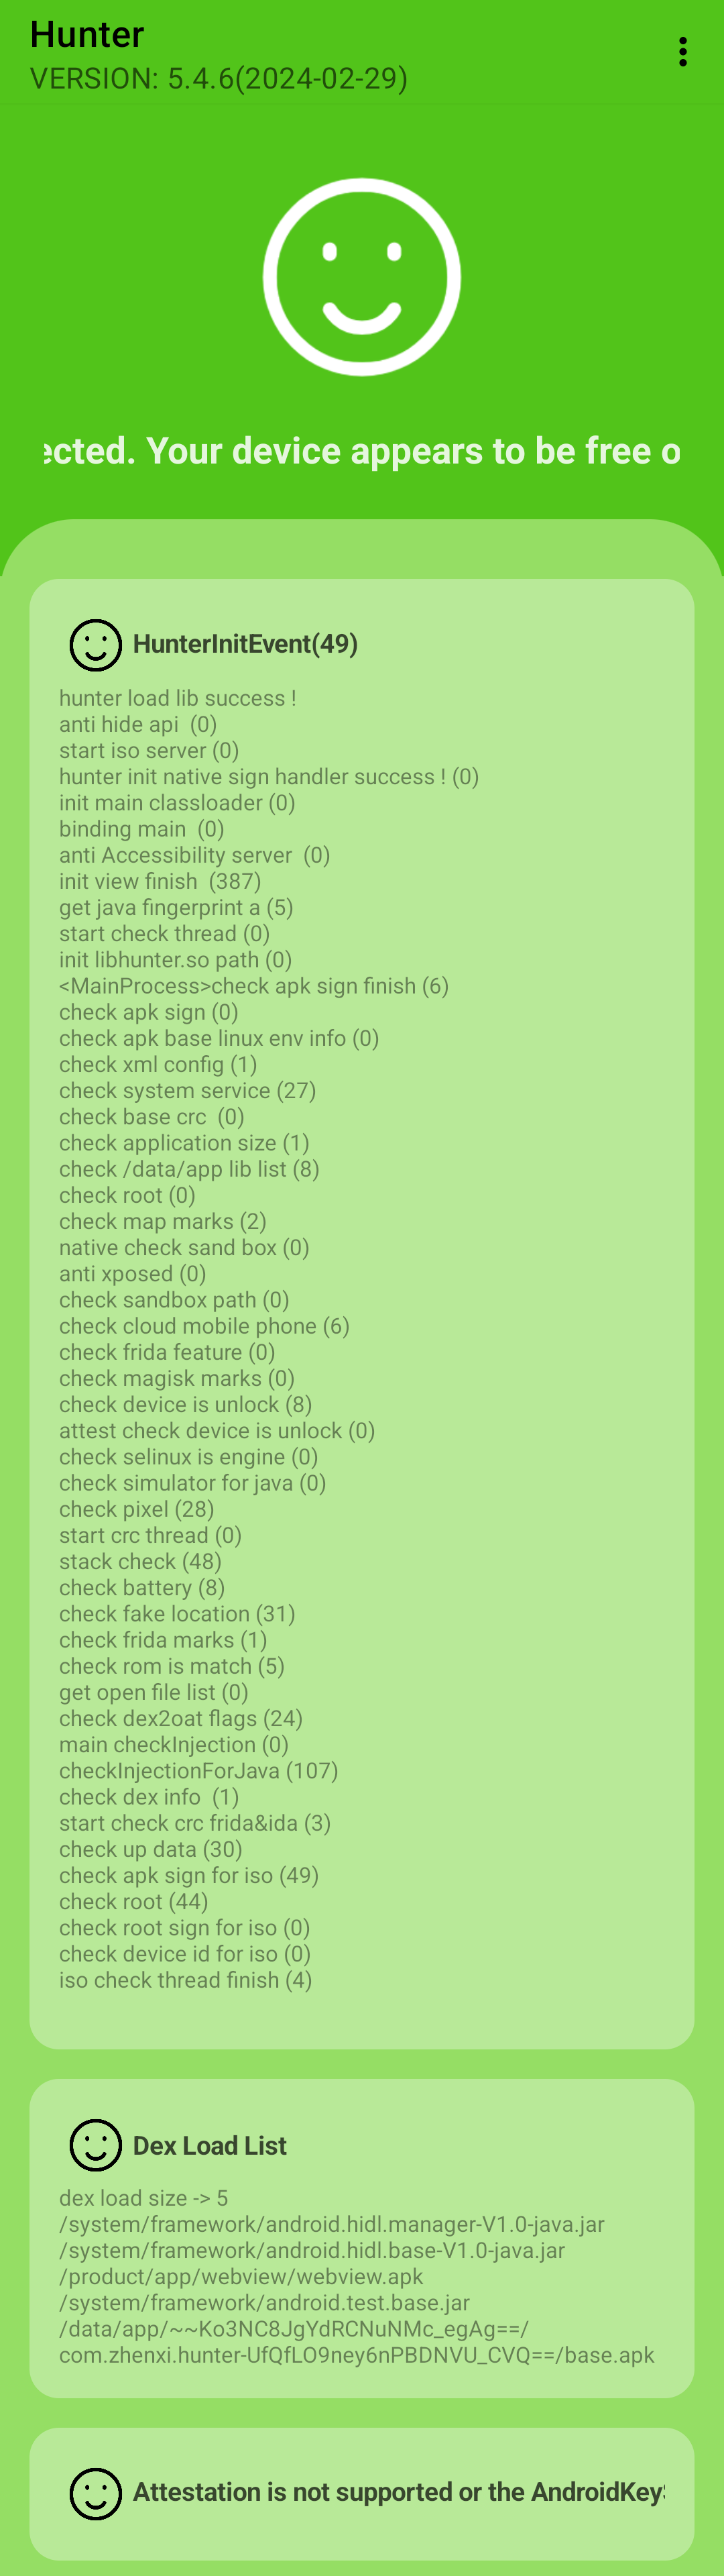 Hunter
VERSION: 5.4.6(2024-02-29)
ected. Your device appears to be free o
HunterInitEvent(49)
hunter load lib success !
anti hide api  (0)
start iso server (0)
hunter init native sign handler success ! (0)
init main classloader (0)
binding main  (0)
anti Accessibility server  (0)
init view finish  (387)
get java fingerprint a (5)
start check thread (0)
init libhunter.so path (0)
<MainProcess>check apk sign finish (6)
check apk sign (0)
check apk base linux env info (0)
check xml config (1)
check system service (27)
check base crc  (0)
check application size (1)
check /data/app lib list (8)
check root (0)
check map marks (2)
native check sand box (0)
anti xposed (0)
check sandbox path (0)
check cloud mobile phone (6)
check frida feature (0)
check magisk marks (0)
check device is unlock (8)
attest check device is unlock (0)
check selinux is engine (0)
check simulator for java (0)
check pixel (28)
start crc thread (0)
stack check (48)
check battery (8)
check fake location (31)
check frida marks (1)
check rom is match (5)
get open file list (0)
check dex2oat flags (24)
main checkInjection (0)
checkInjectionForJava (107)
check dex info  (1)
start check crc frida&ida (3)
check up data (30)
check apk sign for iso (49)
check root (44)
check root sign for iso (0)
check device id for iso (0)
iso check thread finish (4)
Dex Load List
dex load size -> 5
/system/framework/android.hidl.manager-V1.0-java.jar
/system/framework/android.hidl.base-V1.0-java.jar
/product/app/webview/webview.apk
/system/framework/android.test.base.jar
/data/app/~~Ko3NC8JgYdRCNuNMc_egAg==/
com.zhenxi.hunter-UfQfLO9ney6nPBDNVU_CVQ==/base.apk
Attestation is not supported or the AndroidKeyS